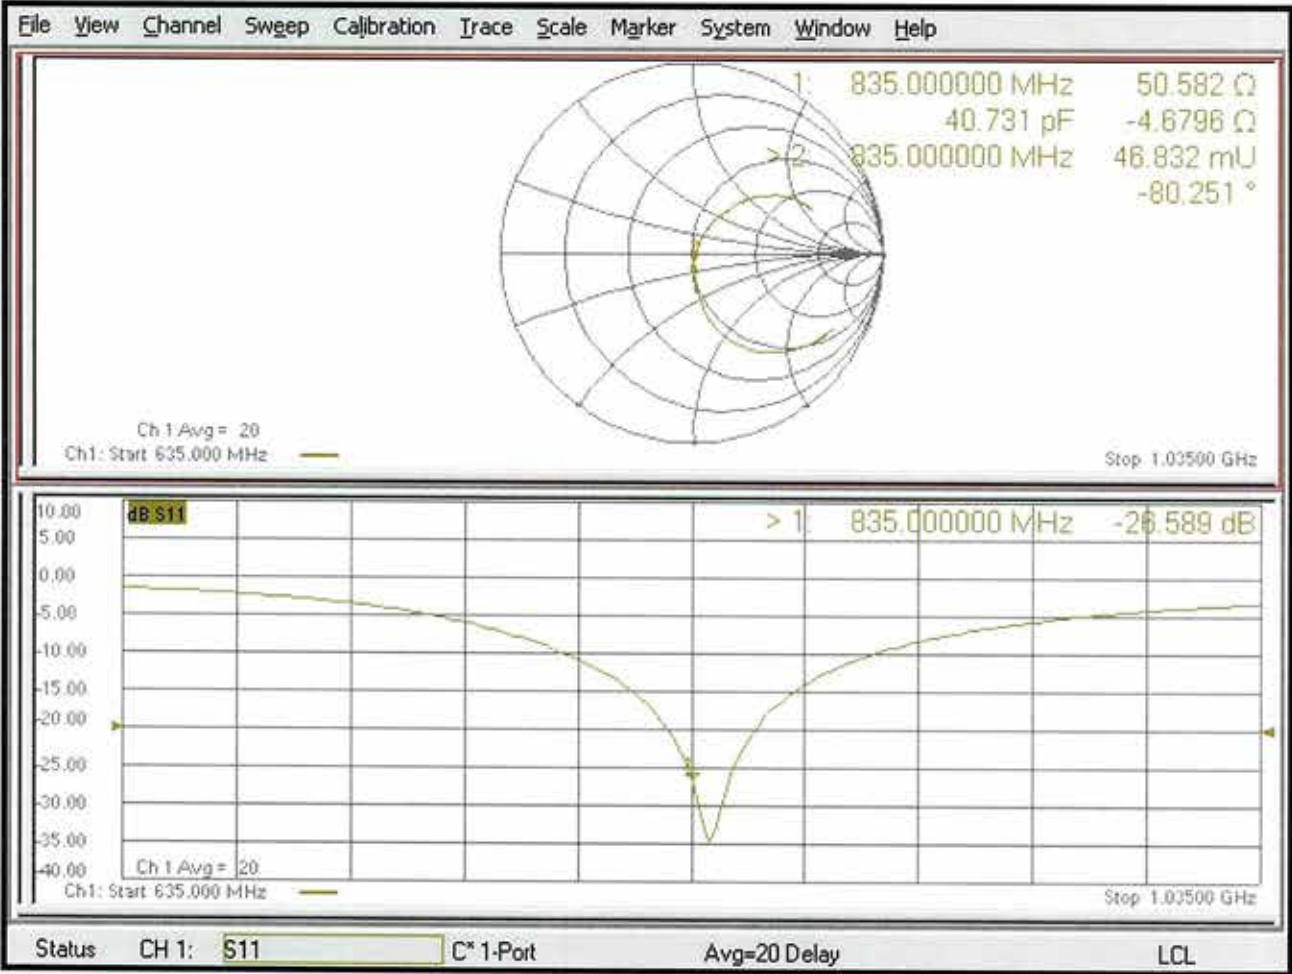 File View Channel Sweep Calibration Trace Scale Marker System Window Help
1: 835.000000 MHz 50.582 Ω
40.731 pF -4.6796 Ω
> 2: 835.000000 MHz 46.832 mU
-80.251 °
Ch 1 Avg = 20
Ch1: Start 635.000 MHz
Stop 1.03500 GHz
10.00
dB S11
> 1: 835.000000 MHz -26.589 dB
5.00
0.00
-5.00
-10.00
-15.00
-20.00
-25.00
-30.00
-35.00
-40.00
Ch 1 Avg = 20
Ch1: Start 635.000 MHz
Stop 1.03500 GHz
Status CH 1: S11 C* 1-Port Avg=20 Delay LCL